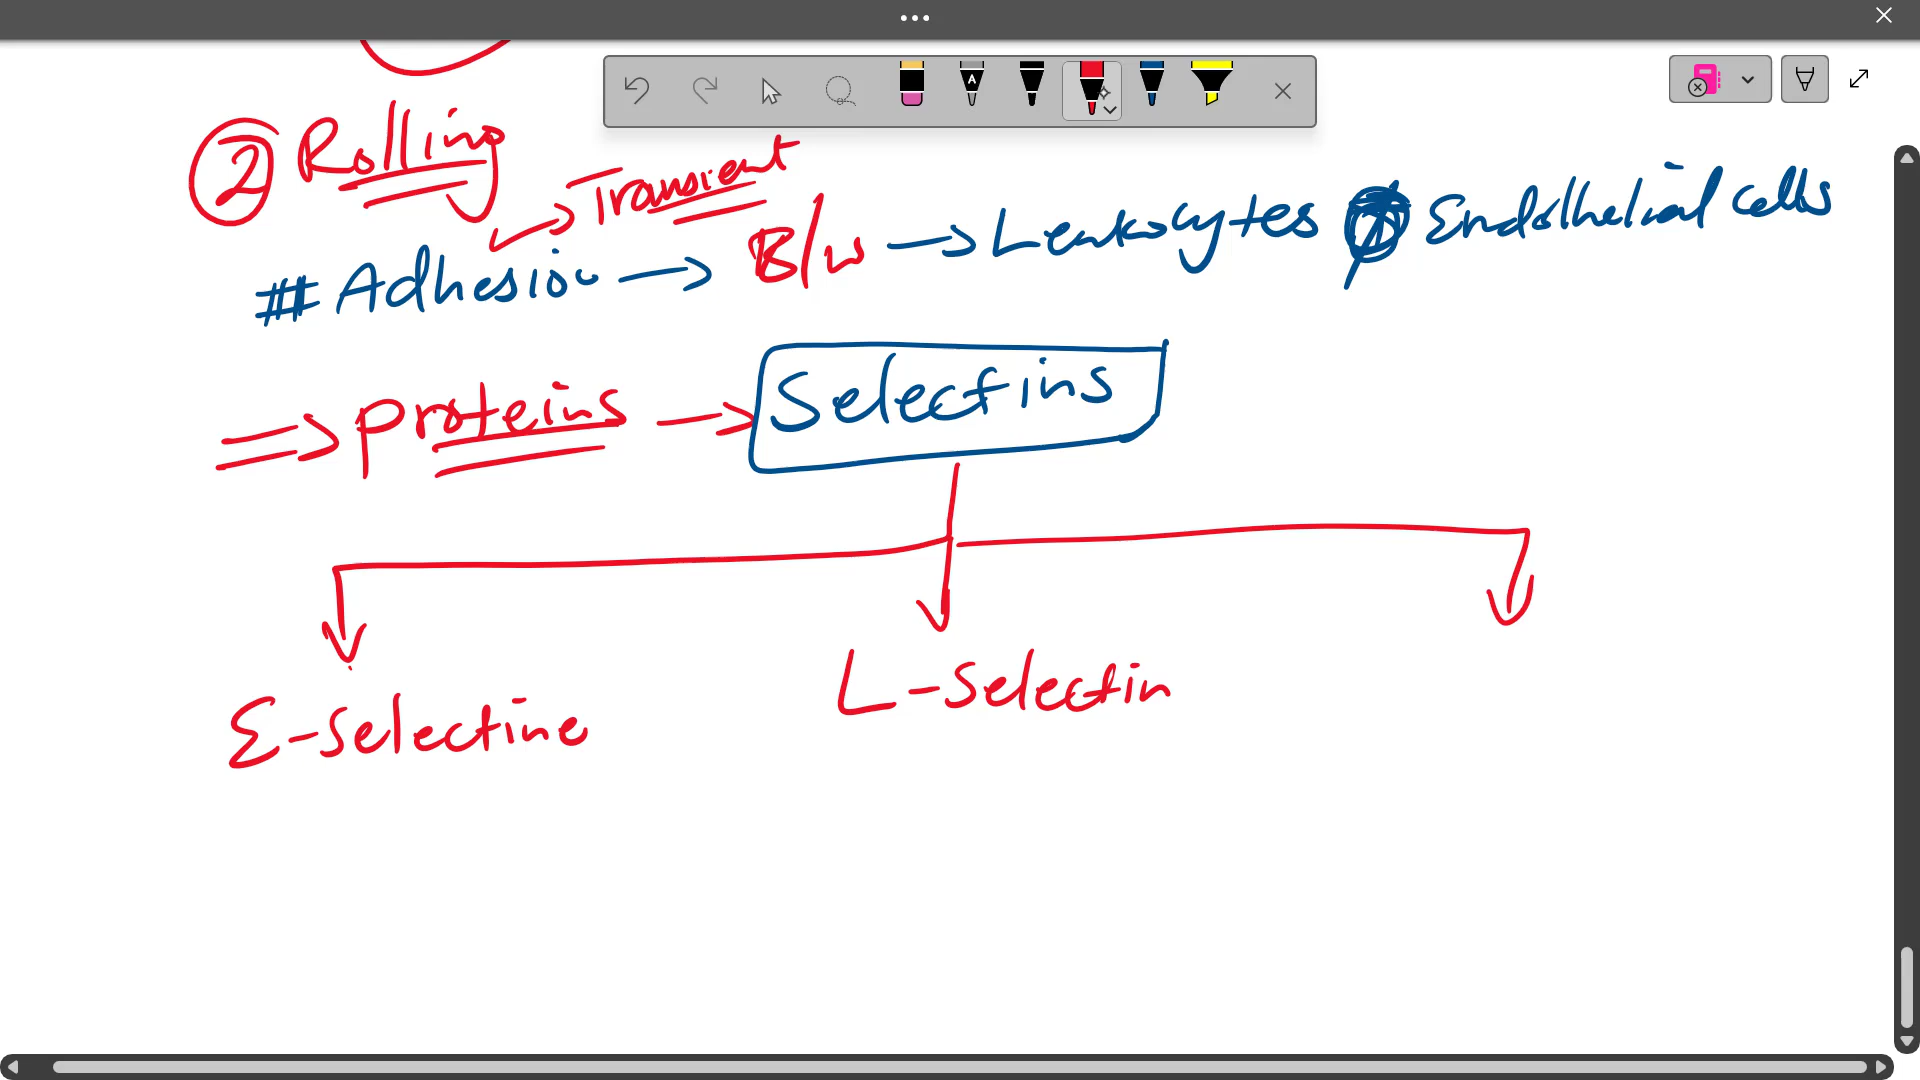 ② Rolling
→ Transient
# Adhesion → B/w → Leukocytes Endothelial cells
⇒ proteins → Selectins
E-selectine
L-selectin
A